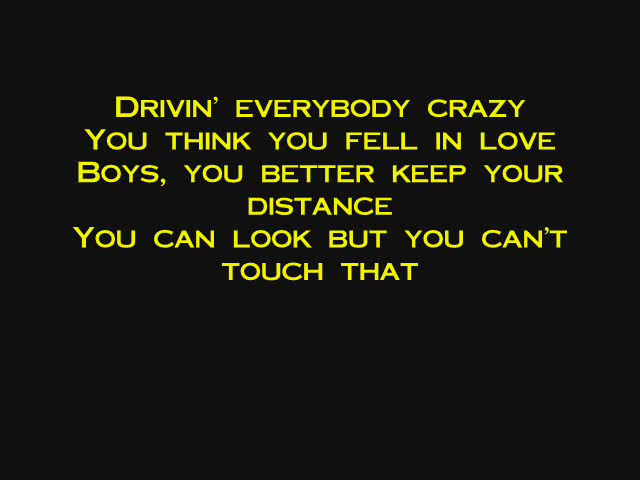 Drivin' everybody crazy
You think you fell in love
Boys, you better keep your
distance
You can look but you can't
touch that